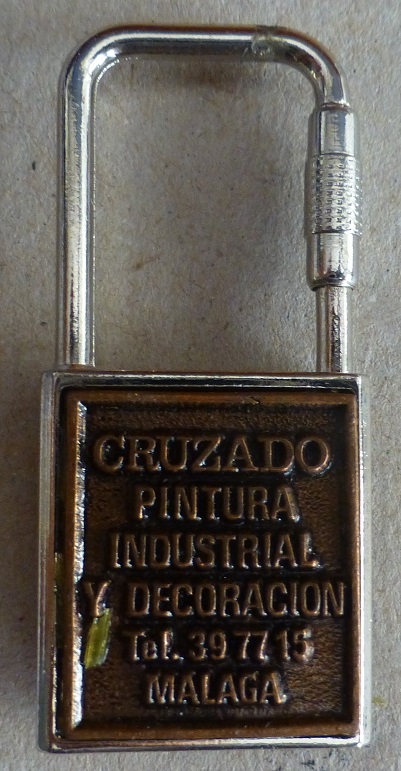 CRUZADO
PINTURA
INDUSTRIAL
Y DECORACION
Tel. 39 77 15
MALAGA